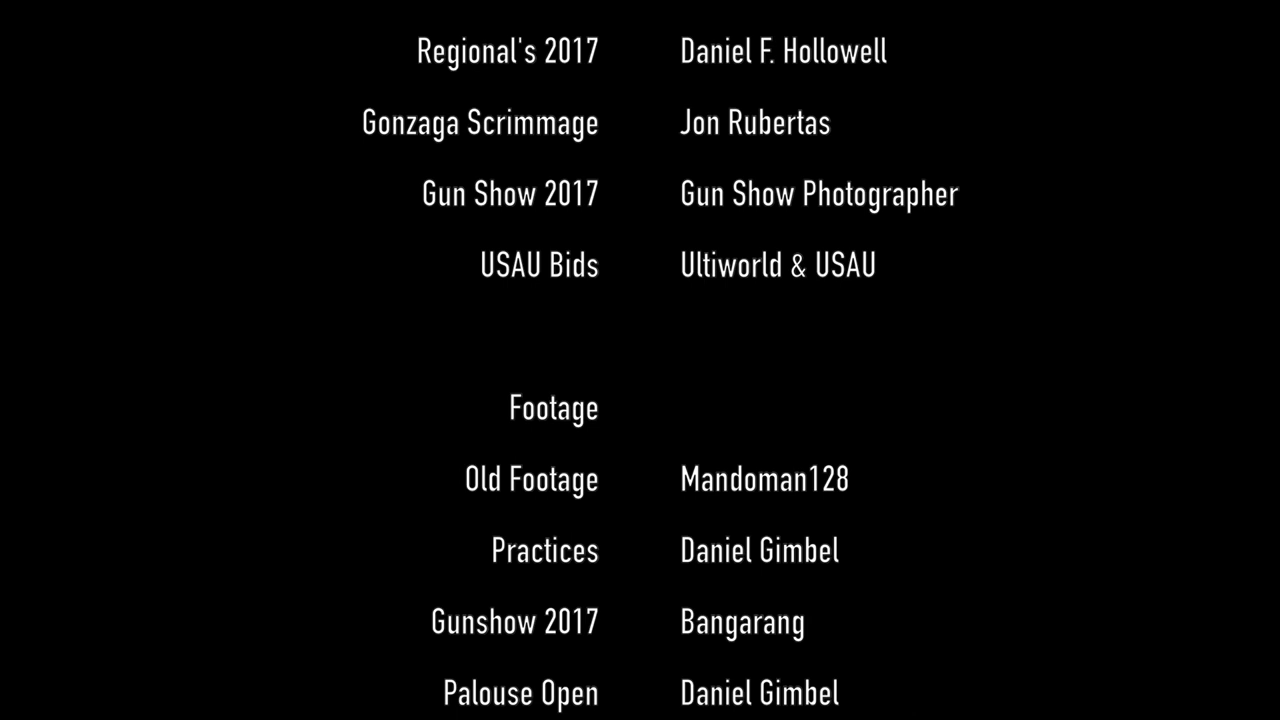 Regional's 2017 Daniel F. Hollowell
Gonzaga Scrimmage Jon Rubertas
Gun Show 2017 Gun Show Photographer
USAU Bids Ultiworld & USAU
Footage
Old Footage Mandoman128
Practices Daniel Gimbel
Gunshow 2017 Bangarang
Palouse Open Daniel Gimbel